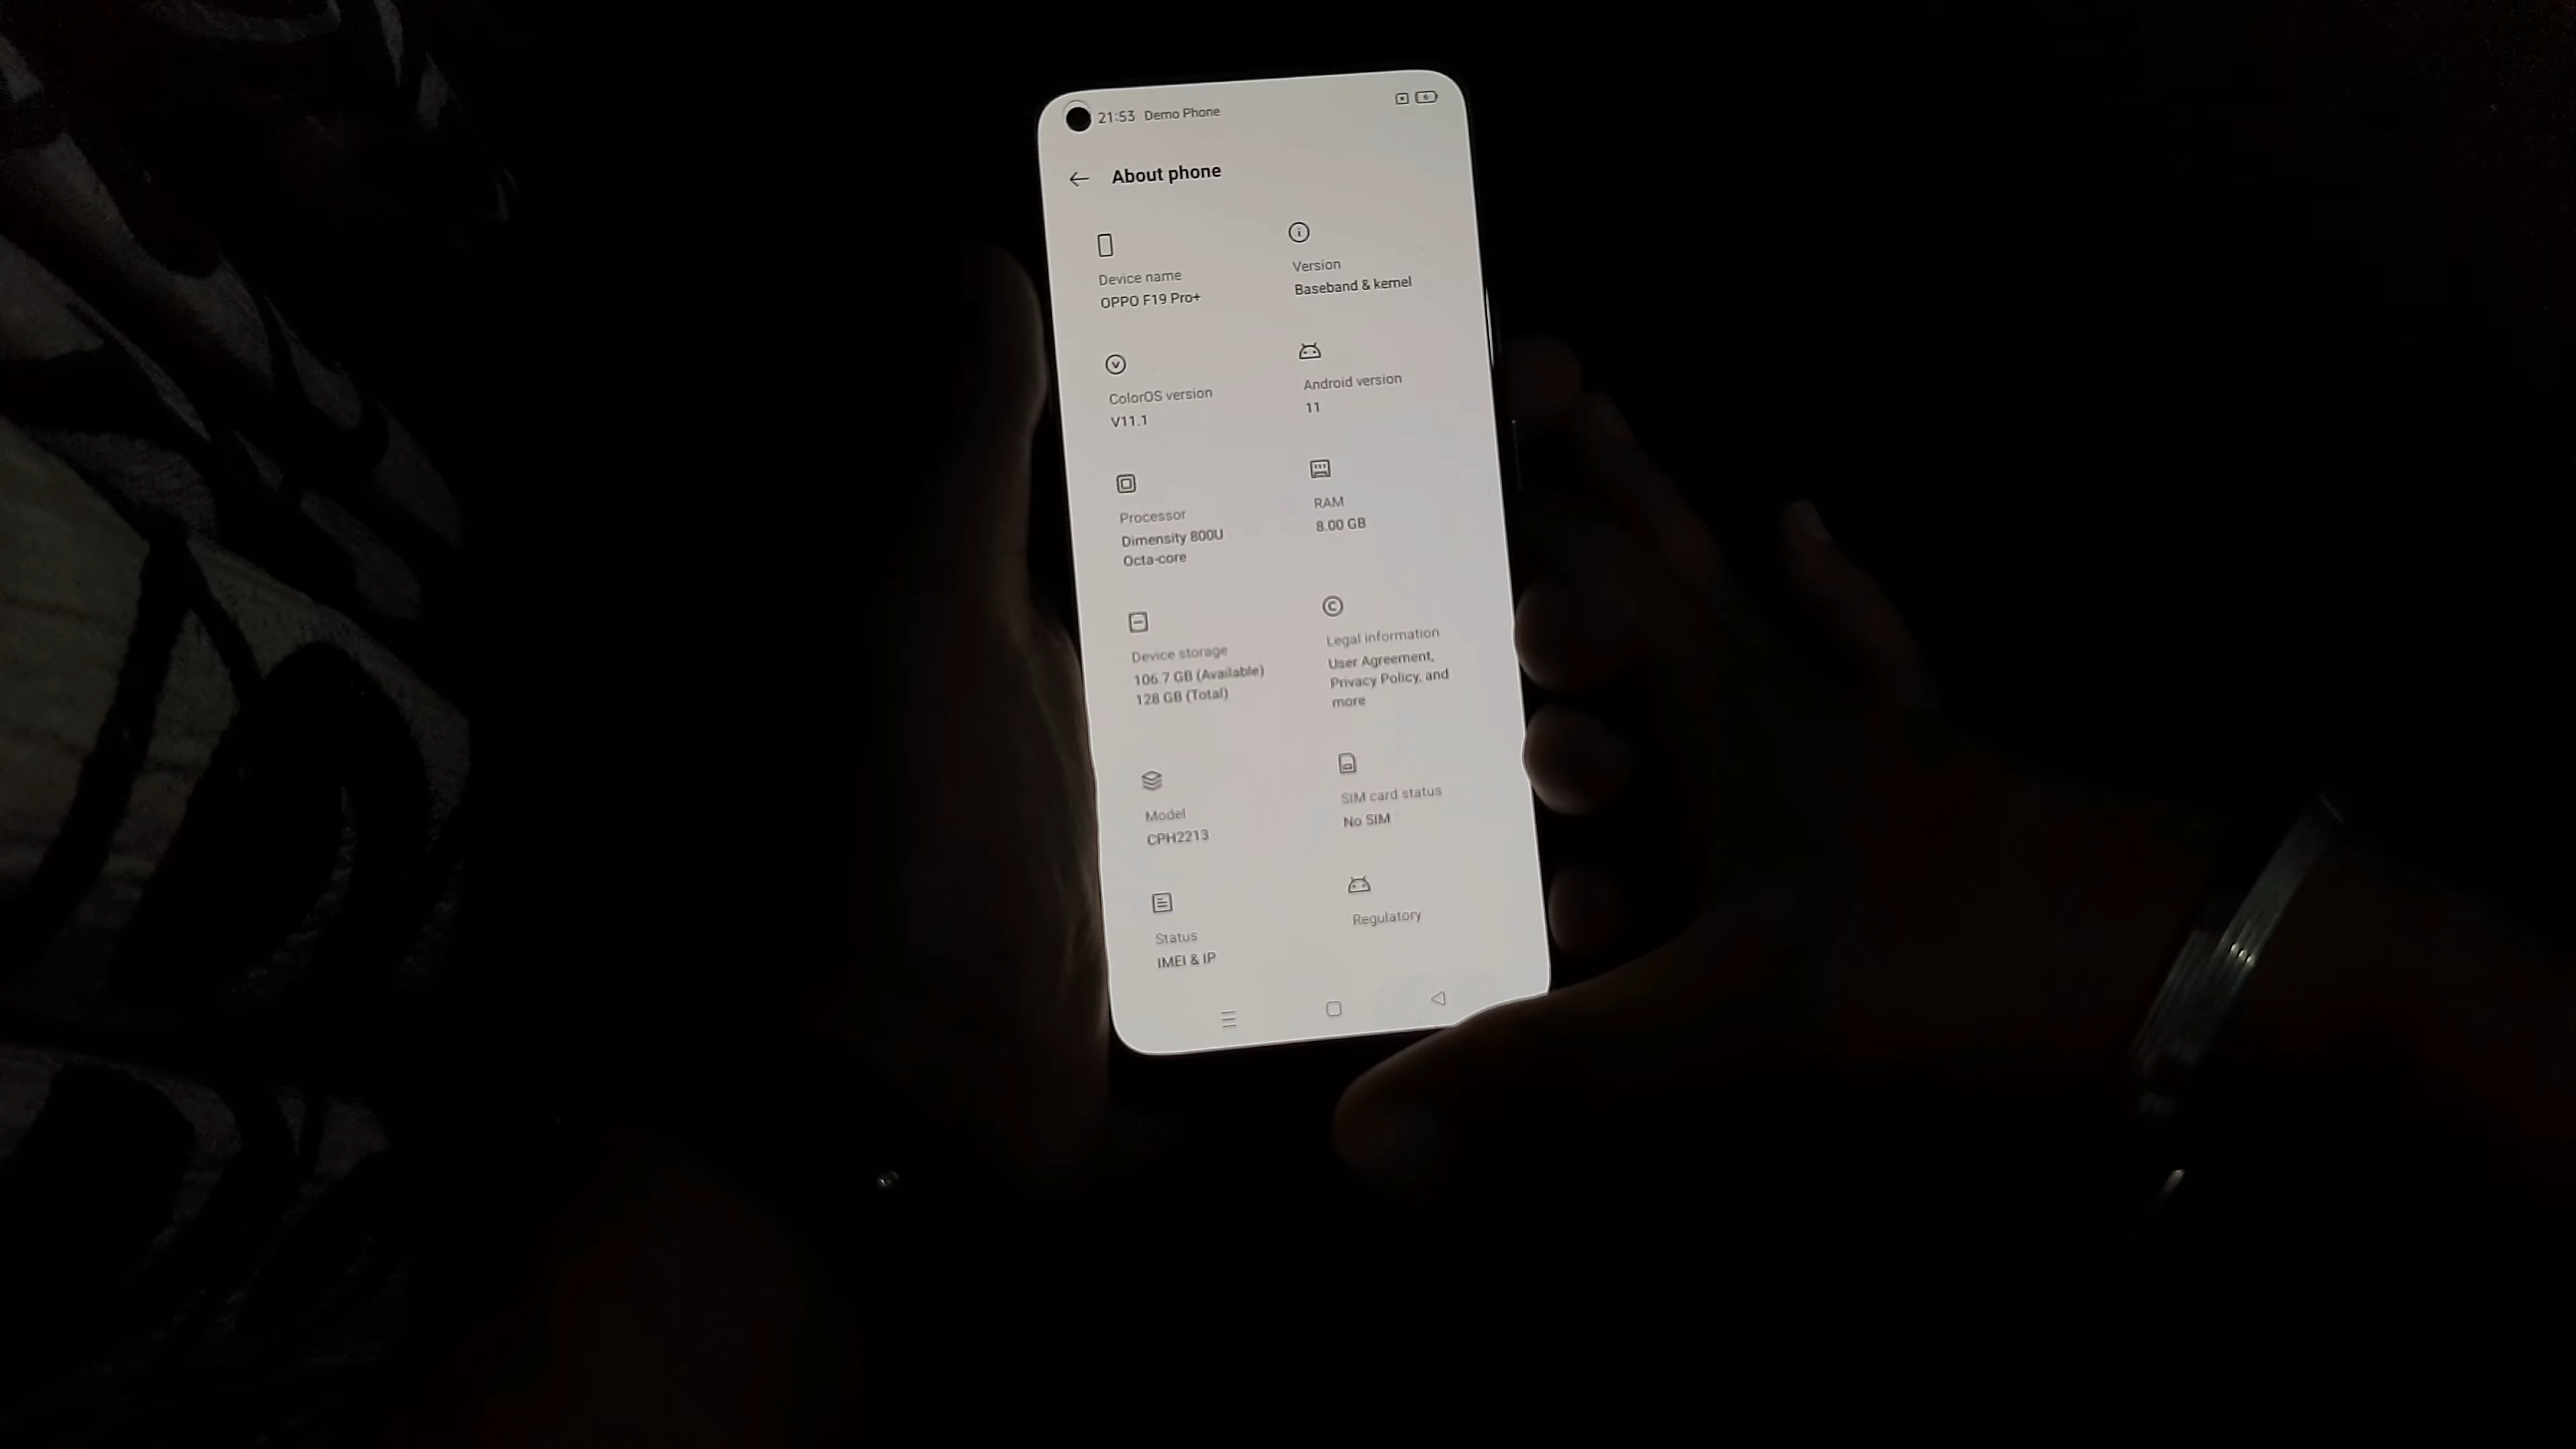 21:53 Demo Phone
About phone
Device name
OPPO F19 Pro+
Version
Baseband & kernel
ColorOS version
V11.1
Android version
11
Processor
Dimensity 800U
Octa-core
RAM
8.00 GB
Device storage
106.7 GB (Available)
128 GB (Total)
Legal information
User Agreement,
Privacy Policy, and
more
Model
CPH2213
SIM card status
No SIM
Status
IMEI & IP
Regulatory